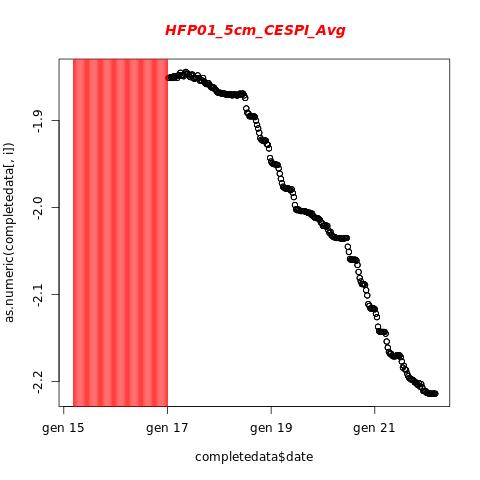 HFP01_5cm_CESPI_Avg
as.numeric(completedata[, i])
-1.9
-2.0
-2.1
-2.2
gen 15
gen 17
gen 19
gen 21
completedata$date